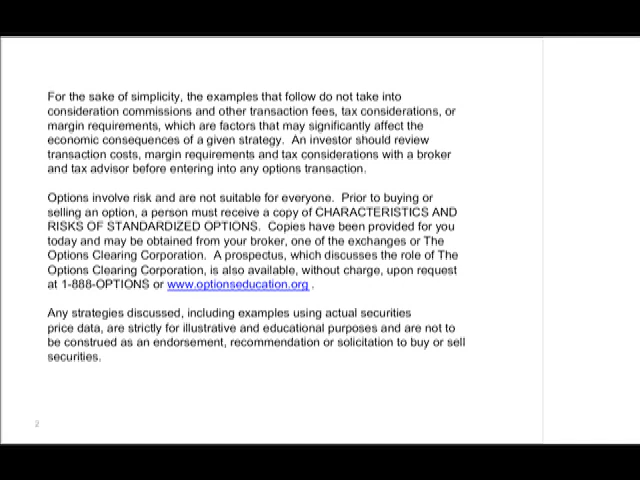 For the sake of simplicity, the examples that follow do not take into
consideration commissions and other transaction fees, tax considerations, or
margin requirements, which are factors that may significantly affect the
economic consequences of a given strategy.  An investor should review
transaction costs, margin requirements and tax considerations with a broker
and tax advisor before entering into any options transaction.
Options involve risk and are not suitable for everyone.  Prior to buying or
selling an option, a person must receive a copy of CHARACTERISTICS AND
RISKS OF STANDARDIZED OPTIONS.  Copies have been provided for you
today and may be obtained from your broker, one of the exchanges or The
Options Clearing Corporation.  A prospectus, which discusses the role of The
Options Clearing Corporation, is also available, without charge, upon request
at 1-888-OPTIONS or www.optionseducation.org .
Any strategies discussed, including examples using actual securities
price data, are strictly for illustrative and educational purposes and are not to
be construed as an endorsement, recommendation or solicitation to buy or sell
securities.
2